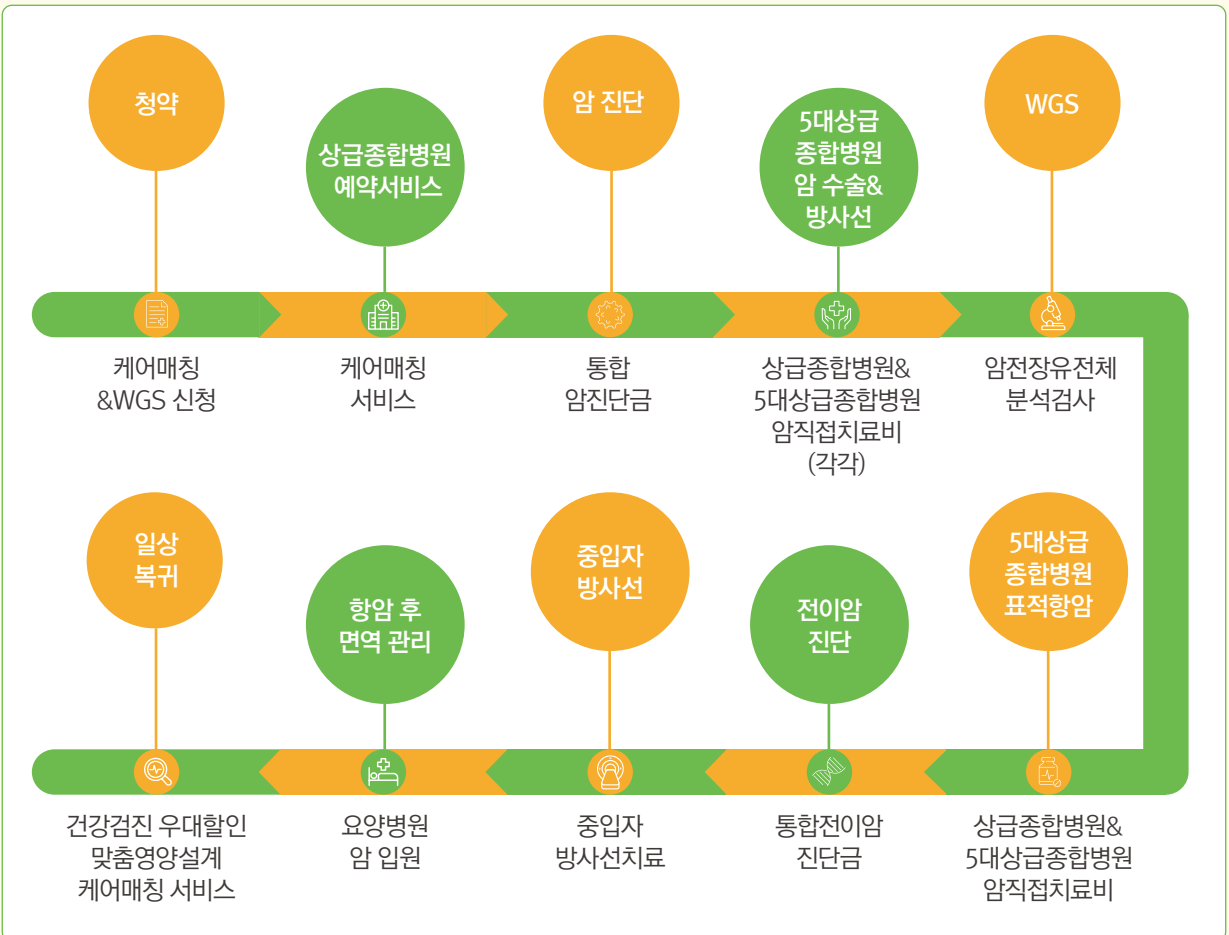 청약
상급종합병원
예약서비스
암 진단
5대상급
종합병원
암 수술&
방사선
WGS
케어매칭
&WGS 신청
케어매칭
서비스
통합
암진단금
상급종합병원&
5대상급종합병원
암직접치료비
(각각)
암전장유전체
분석검사
일상
복귀
항암 후
면역 관리
중입자
방사선
전이암
진단
5대상급
종합병원
표적항암
건강검진 우대할인
맞춤영양설계
케어매칭 서비스
요양병원
암 입원
중입자
방사선치료
통합전이암
진단금
상급종합병원&
5대상급종합병원
암직접치료비